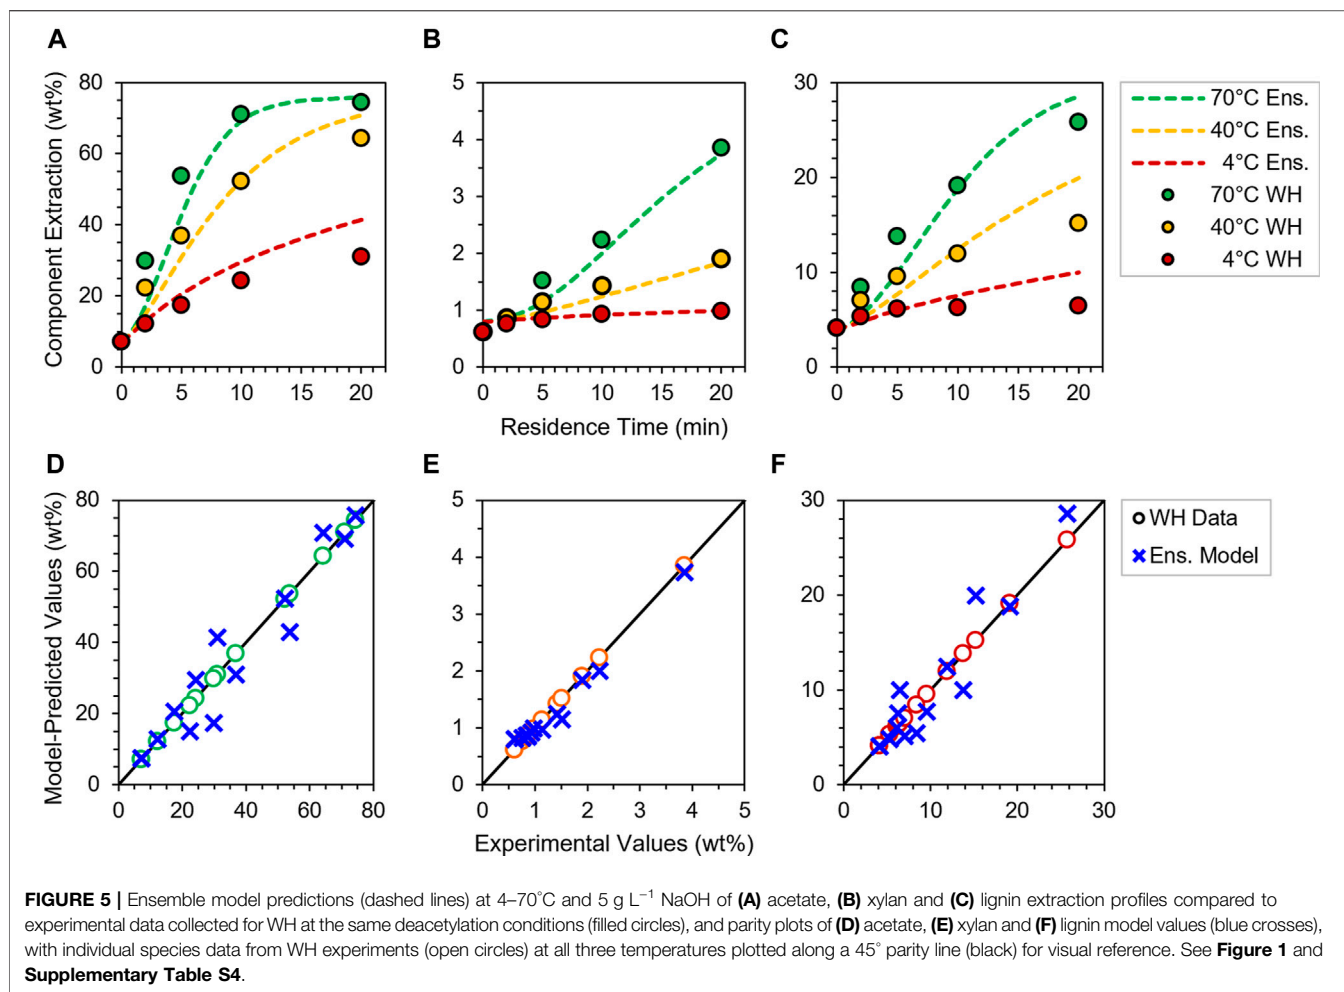 A
B
C
Component Extraction (wt%)
80
60
40
20
0
0 5 10 15 20
5
4
3
2
1
0
0 5 10 15 20
30
20
10
0
0 5 10 15 20
Residence Time (min)
70°C Ens.
40°C Ens.
4°C Ens.
70°C WH
40°C WH
4°C WH
D
E
F
Model-Predicted Values (wt%)
80
60
40
20
0
0 20 40 60 80
5
4
3
2
1
0
0 1 2 3 4 5
30
20
10
0
0 10 20 30
Experimental Values (wt%)
WH Data
Ens. Model
FIGURE 5 | Ensemble model predictions (dashed lines) at 4–70°C and 5 g L⁻¹ NaOH of (A) acetate, (B) xylan and (C) lignin extraction profiles compared to
experimental data collected for WH at the same deacetylation conditions (filled circles), and parity plots of (D) acetate, (E) xylan and (F) lignin model values (blue crosses),
with individual species data from WH experiments (open circles) at all three temperatures plotted along a 45° parity line (black) for visual reference. See Figure 1 and
Supplementary Table S4.